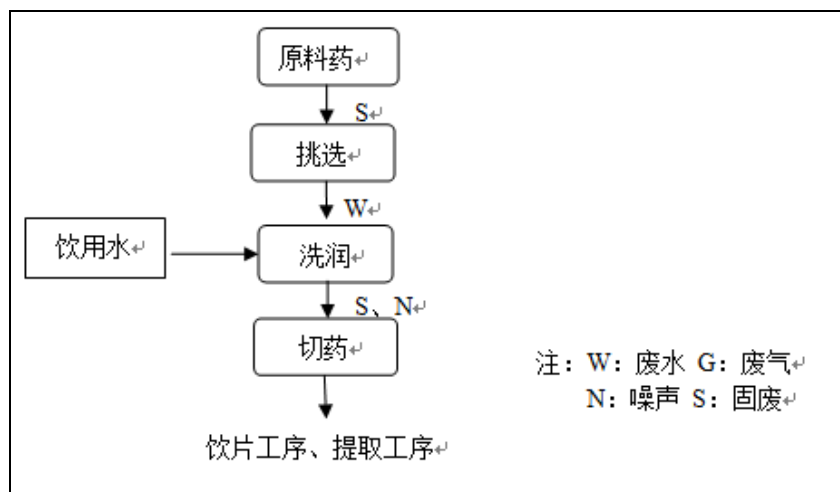 原料药
S
挑选
W
饮用水
洗润
S、N
切药
注：W：废水 G：废气
N：噪声 S：固废
饮片工序、提取工序